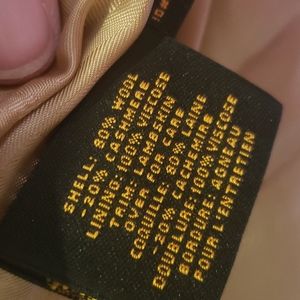 SHELL: 80% WOOL
-20% CASHMERE
LINING: 100% VISCOSE
TRIM: LAMBSKIN
OVER FOR CARE
COQUILLE: 80% LAINE
-20% CACHEMIRE
DOUBLURE: 100% VISCOSE
BORDURE: AGNEAU
POUR L'ENTRETIEN